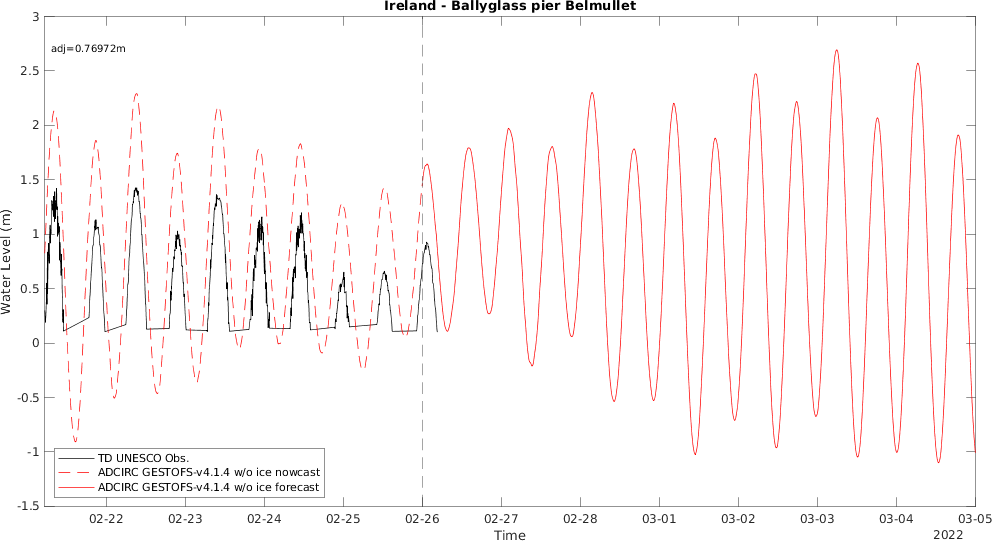 Ireland - Ballyglass pier Belmullet
3
2.5
2
1.5
1
0.5
0
-0.5
-1
-1.5
Water Level (m)
adj=0.76972m
TD UNESCO Obs.
ADCIRC GESTOFS-v4.1.4 w/o ice nowcast
ADCIRC GESTOFS-v4.1.4 w/o ice forecast
02-22 02-23 02-24 02-25 02-26 02-27 02-28 03-01 03-02 03-03 03-04 03-05
Time
2022